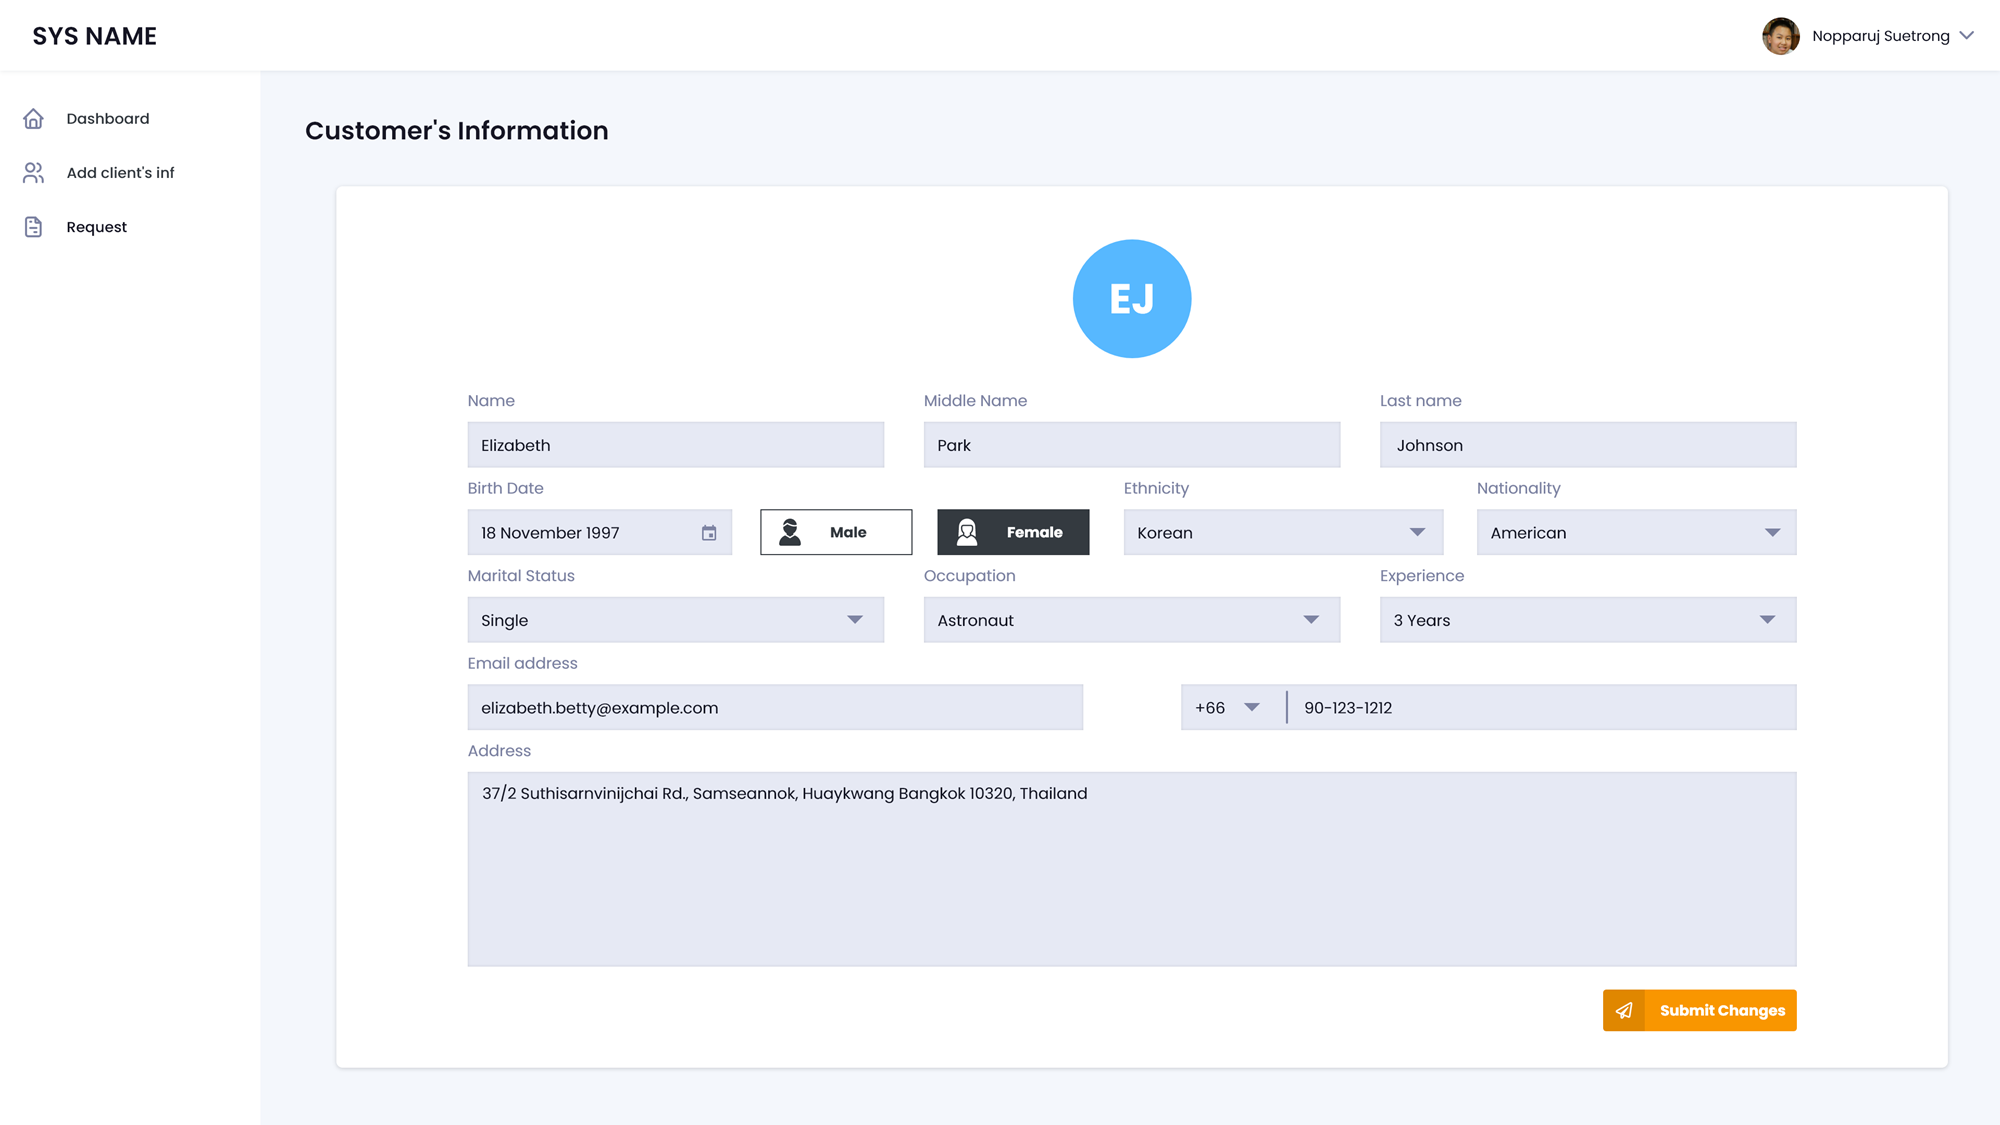 SYS NAME
Nopparuj Suetrong
Dashboard
Add client's inf
Request
Customer's Information
EJ
Name
Middle Name
Last name
Elizabeth
Park
Johnson
Birth Date
Ethnicity
Nationality
18 November 1997
Male
Female
Korean
American
Marital Status
Occupation
Experience
Single
Astronaut
3 Years
Email address
elizabeth.betty@example.com
+66
90-123-1212
Address
37/2 Suthisarnvinijchai Rd., Samseannok, Huaykwang Bangkok 10320, Thailand
Submit Changes